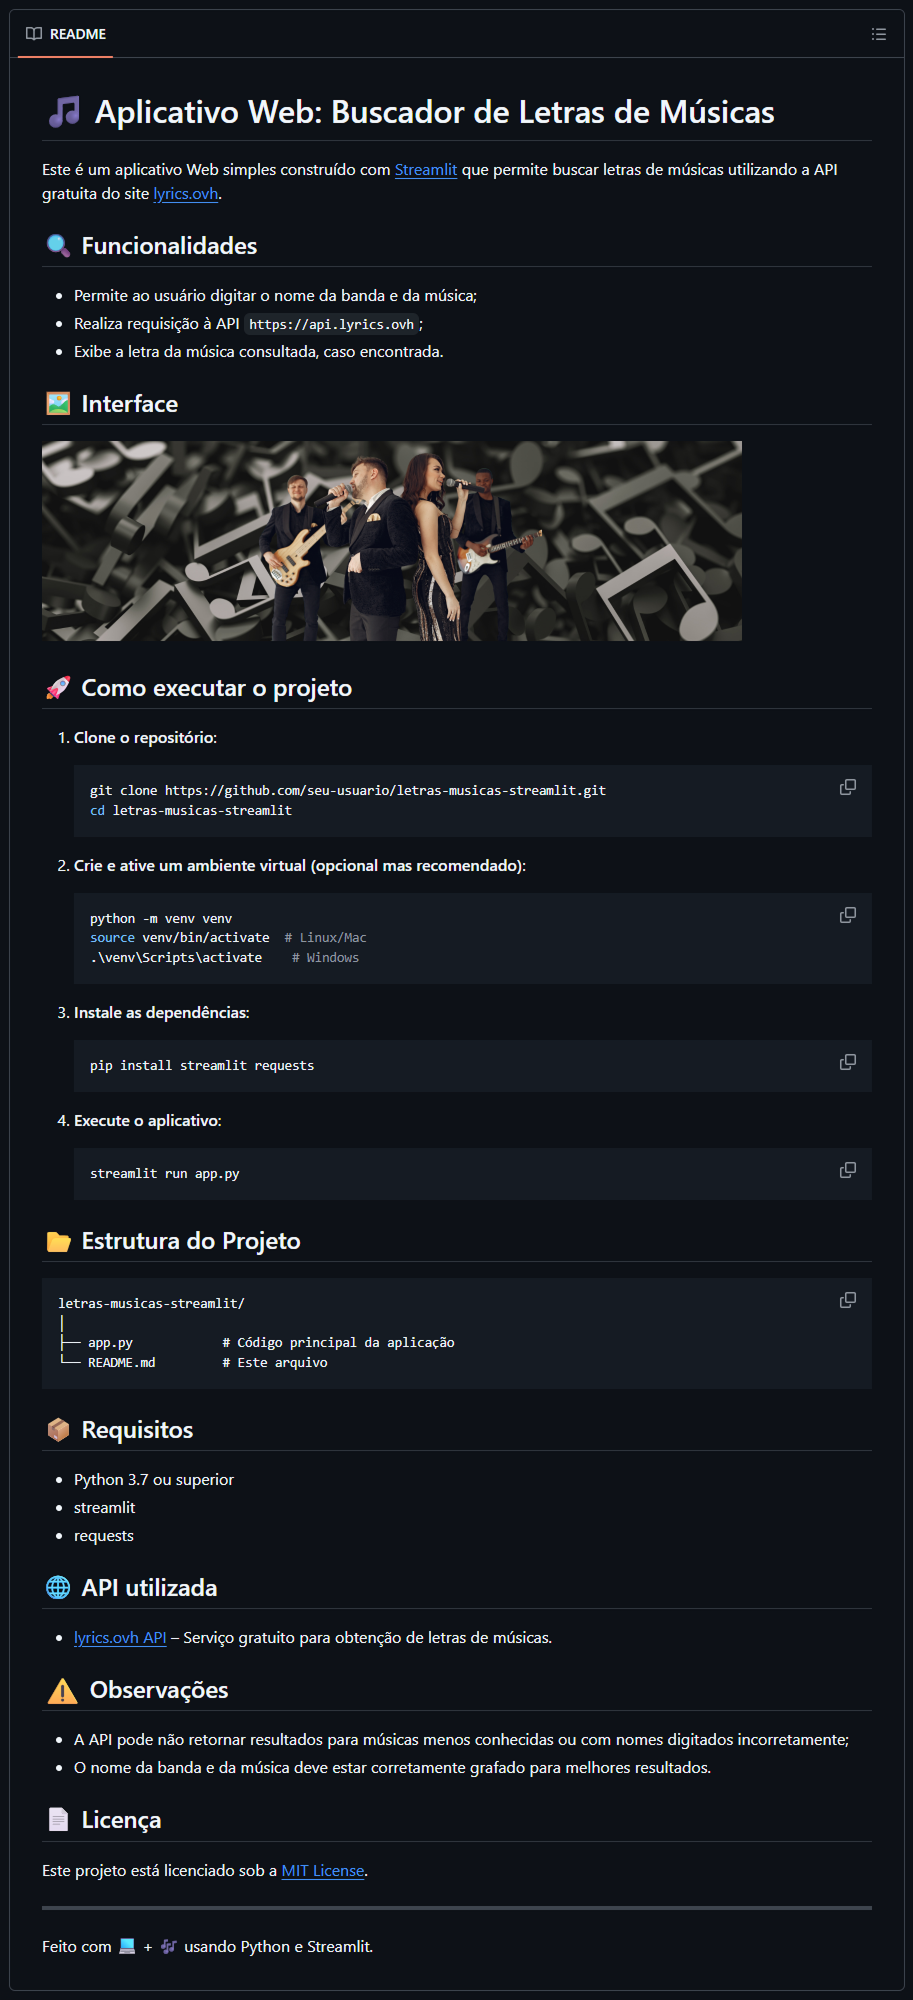 README
🎵 Aplicativo Web: Buscador de Letras de Músicas
Este é um aplicativo Web simples construído com Streamlit que permite buscar letras de músicas utilizando a API
gratuita do site lyrics.ovh.
🔍 Funcionalidades
• Permite ao usuário digitar o nome da banda e da música;
• Realiza requisição à API https://api.lyrics.ovh;
• Exibe a letra da música consultada, caso encontrada.
🖼️ Interface
🚀 Como executar o projeto
1. Clone o repositório:
git clone https://github.com/seu-usuario/letras-musicas-streamlit.git
cd letras-musicas-streamlit
2. Crie e ative um ambiente virtual (opcional mas recomendado):
python -m venv venv
source venv/bin/activate  # Linux/Mac
.\venv\Scripts\activate    # Windows
3. Instale as dependências:
pip install streamlit requests
4. Execute o aplicativo:
streamlit run app.py
📂 Estrutura do Projeto
letras-musicas-streamlit/
│
├── app.py            # Código principal da aplicação
└── README.md         # Este arquivo
📦 Requisitos
• Python 3.7 ou superior
• streamlit
• requests
🌐 API utilizada
• lyrics.ovh API – Serviço gratuito para obtenção de letras de músicas.
⚠️ Observações
• A API pode não retornar resultados para músicas menos conhecidas ou com nomes digitados incorretamente;
• O nome da banda e da música deve estar corretamente grafado para melhores resultados.
📄 Licença
Este projeto está licenciado sob a MIT License.
Feito com 💻 + 🎶 usando Python e Streamlit.